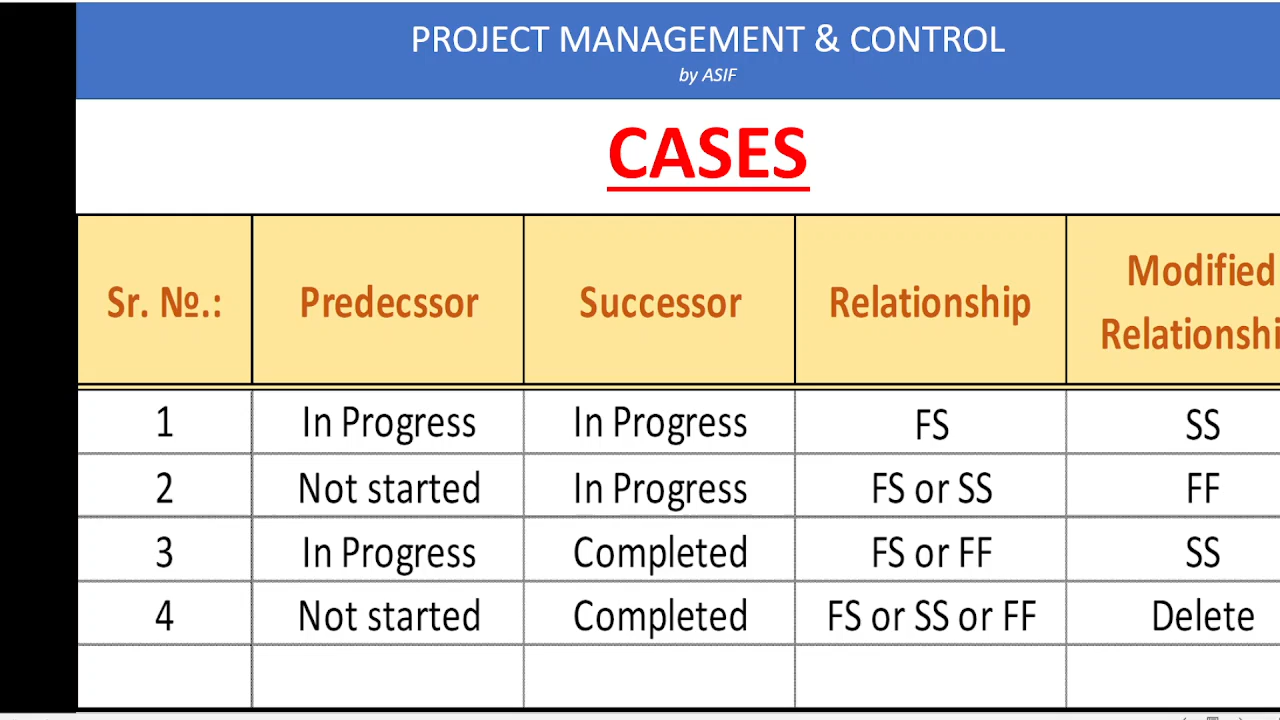 PROJECT MANAGEMENT & CONTROL
by ASIF
CASES
Sr. №.: Predecssor Successor Relationship Modified Relationshi
1 In Progress In Progress FS SS
2 Not started In Progress FS or SS FF
3 In Progress Completed FS or FF SS
4 Not started Completed FS or SS or FF Delete